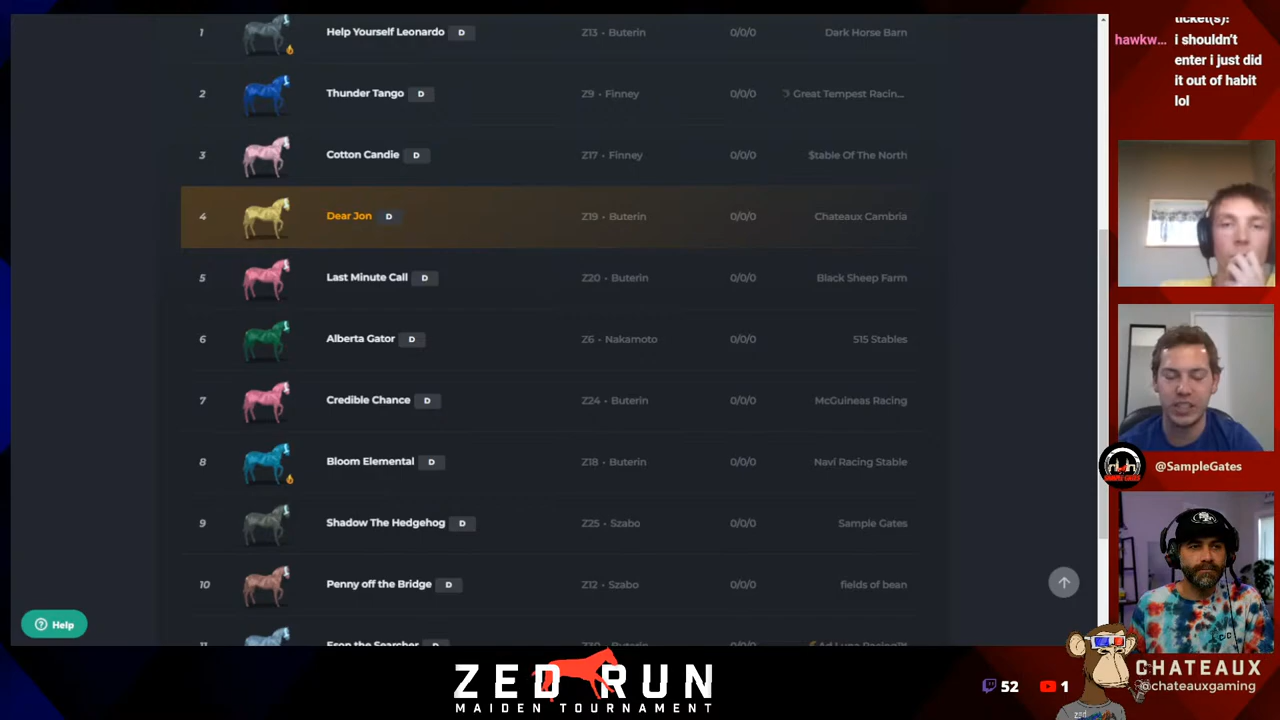 1 Help Yourself Leonardo D Z13 • Buterin 0/0/0 Dark Horse Barn
2 Thunder Tango D Z9 • Finney 0/0/0 Great Tempest Racin...
3 Cotton Candie D Z17 • Finney 0/0/0 $table Of The North
4 Dear Jon D Z19 • Buterin 0/0/0 Chateaux Cambria
5 Last Minute Call D Z20 • Buterin 0/0/0 Black Sheep Farm
6 Alberta Gator D Z6 • Nakamoto 0/0/0 515 Stables
7 Credible Chance D Z24 • Buterin 0/0/0 McGuineas Racing
8 Bloom Elemental D Z18 • Buterin 0/0/0 Navi Racing Stable
9 Shadow The Hedgehog D Z25 • Szabo 0/0/0 Sample Gates
10 Penny off the Bridge D Z12 • Szabo 0/0/0 fields of bean
Help
ticket(s)!
hawkw... i shouldn't
enter i just did
it out of habit
lol
@SampleGates
ZED RUN
MAIDEN TOURNAMENT
52 1
CHATEAUX
@chateauxgaming
zed